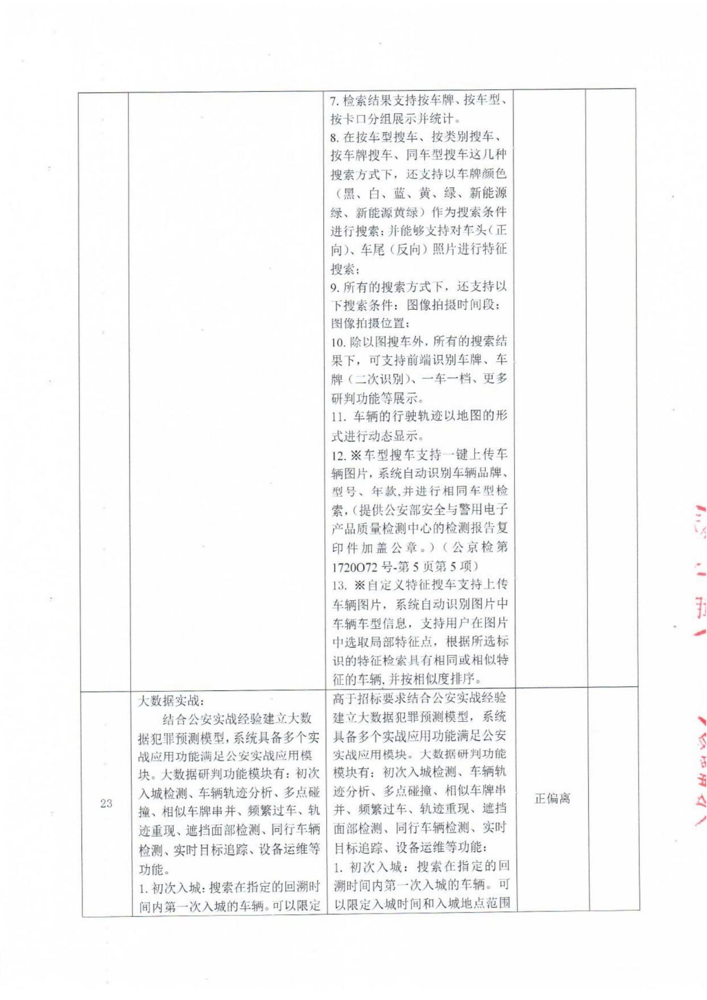 7. 检索结果支持按车牌、按车型、
按卡口分组展示并统计。
8. 在按车型搜车、按类别搜车、
按车牌搜车、同车型搜车这几种
搜索方式下，还支持以车牌颜色
（黑、白、蓝、黄、绿、新能源
绿、新能源黄绿）作为搜索条件
进行搜索；并能够支持对车头（正
向）、车尾（反向）照片进行特征
搜索；
9. 所有的搜索方式下，还支持以
下搜索条件：图像拍摄时间段；
图像拍摄位置；
10. 除以图搜车外，所有的搜索结
果下，可支持前端识别车牌、车
牌（二次识别）、一车一档、更多
研判功能等展示。
11. 车辆的行驶轨迹以地图的形
式进行动态显示。
12. ※车型搜车支持一键上传车
辆图片，系统自动识别车辆品牌、
型号、年款,并进行相同车型检
索，（提供公安部安全与警用电子
产品质量检测中心的检测报告复
印件加盖公章。）（公京检第
1720O72 号-第 5 页第 5 项）
13. ※自定义特征搜车支持上传
车辆图片，系统自动识别图片中
车辆车型信息，支持用户在图片
中选取局部特征点，根据所选标
识的特征检索具有相同或相似特
征的车辆, 并按相似度排序。
23
大数据实战：
结合公安实战经验建立大数
据犯罪预测模型，系统具备多个实
战应用功能满足公安实战应用模
块。大数据研判功能模块有：初次
入城检测、车辆轨迹分析、多点碰
撞、相似车牌串并、频繁过车、轨
迹重现、遮挡面部检测、同行车辆
检测、实时目标追踪、设备运维等
功能。
1. 初次入城：搜索在指定的回溯时
间内第一次入城的车辆。可以限定
高于招标要求结合公安实战经验
建立大数据犯罪预测模型，系统
具备多个实战应用功能满足公安
实战应用模块。大数据研判功能
模块有：初次入城检测、车辆轨
迹分析、多点碰撞、相似车牌串
并、频繁过车、轨迹重现、遮挡
面部检测、同行车辆检测、实时
目标追踪、设备运维等功能：
1. 初次入城：搜索在指定的回
溯时间内第一次入城的车辆。可
以限定入城时间和入城地点范围
正偏离